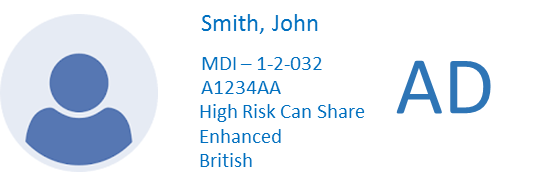 Smith, John
MDI – 1-2-032
A1234AA
High Risk Can Share
Enhanced
British
AD